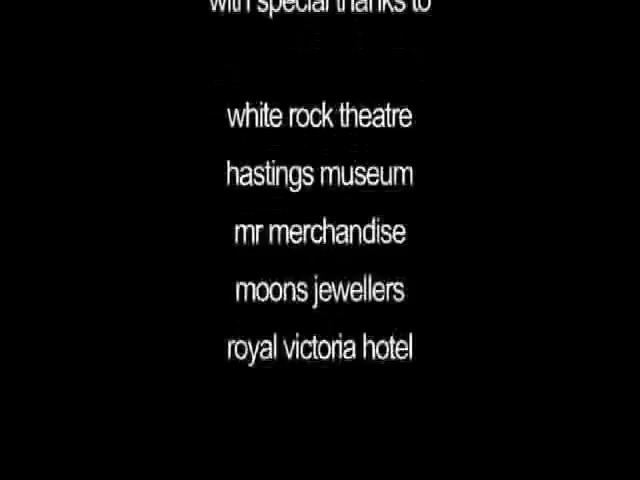 with special thanks to
white rock theatre
hastings museum
mr merchandise
moons jewellers
royal victoria hotel